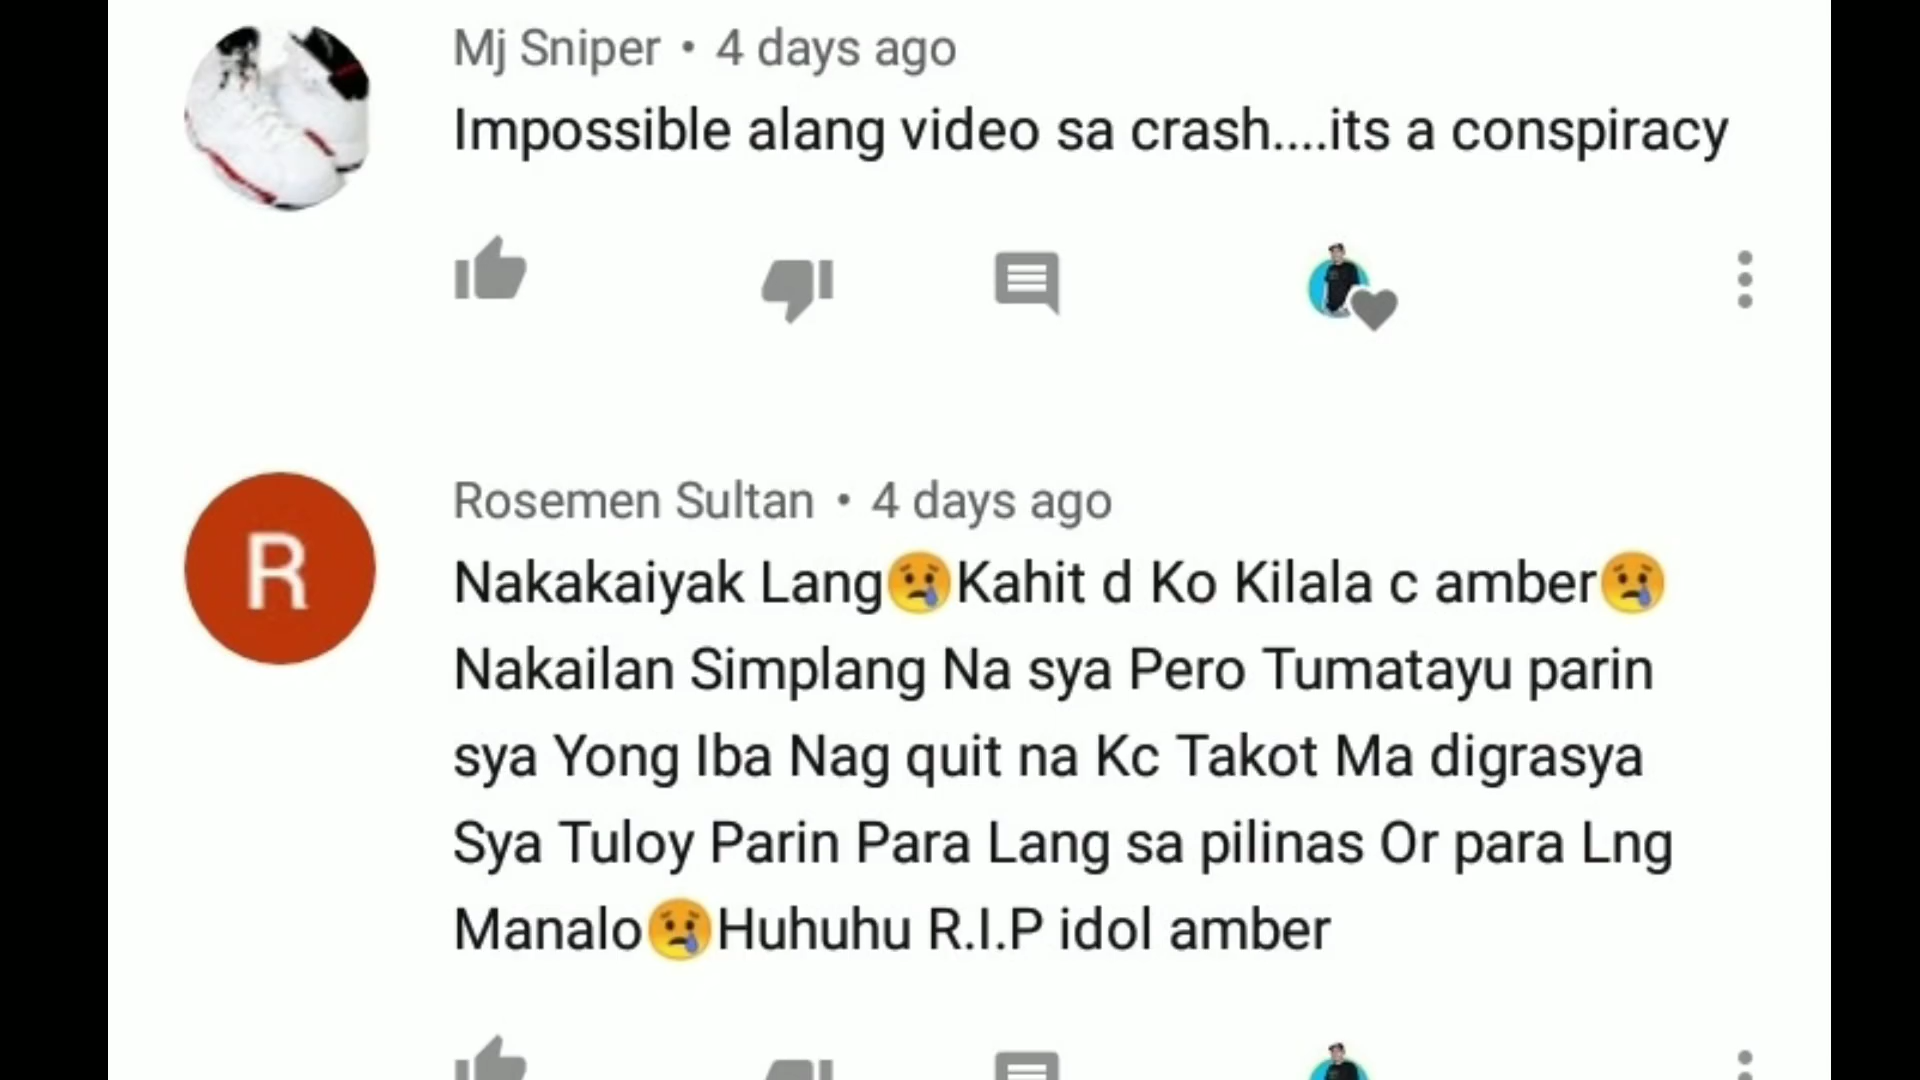 Mj Sniper • 4 days ago
Impossible alang video sa crash....its a conspiracy
R
Rosemen Sultan • 4 days ago
Nakakaiyak Lang😢Kahit d Ko Kilala c amber😢
Nakailan Simplang Na sya Pero Tumatayu parin
sya Yong Iba Nag quit na Kc Takot Ma digrasya
Sya Tuloy Parin Para Lang sa pilinas Or para Lng
Manalo😢Huhuhu R.I.P idol amber